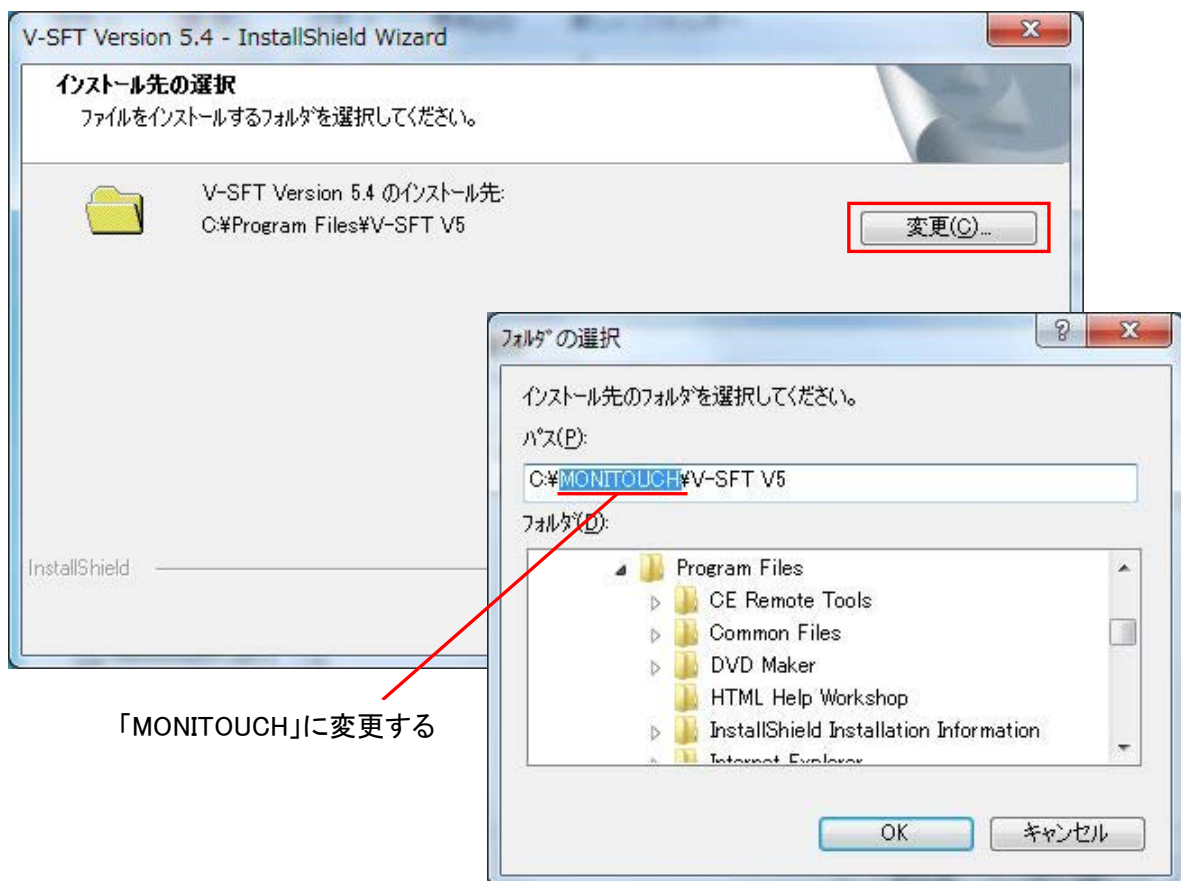 V-SFT Version 5.4 - InstallShield Wizard
インストール先の選択
ファイルをインストールするフォルダを選択してください。
V-SFT Version 5.4 のインストール先:
C:¥Program Files¥V-SFT V5
変更(C)...
InstallShield
フォルダの選択
インストール先のフォルダを選択してください。
パス(P):
C:¥MONITOUCH¥V-SFT V5
フォルダ(D):
Program Files
CE Remote Tools
Common Files
DVD Maker
HTML Help Workshop
InstallShield Installation Information
Internet Explorer
OK
キャンセル
「MONITOUCH」に変更する